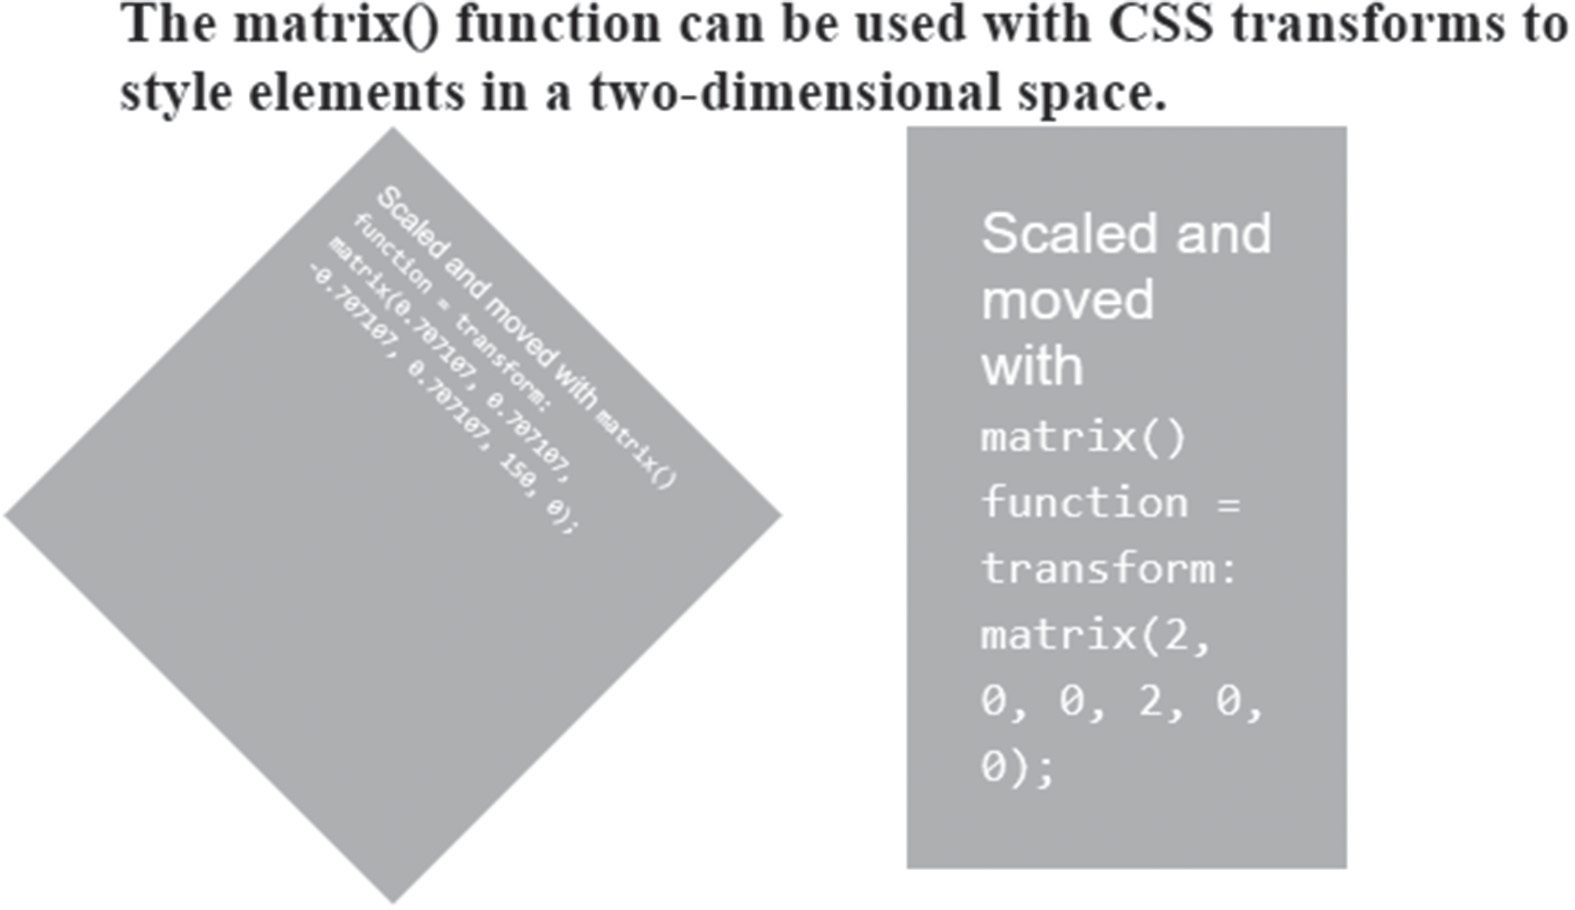 The matrix() function can be used with CSS transforms to
style elements in a two-dimensional space.
Scaled and moved with matrix()
function = transform:
matrix(0.707107, 0.707107,
-0.707107, 0.707107, 150, 0);
Scaled and
moved
with
matrix()
function =
transform:
matrix(2,
0, 0, 2, 0,
0);